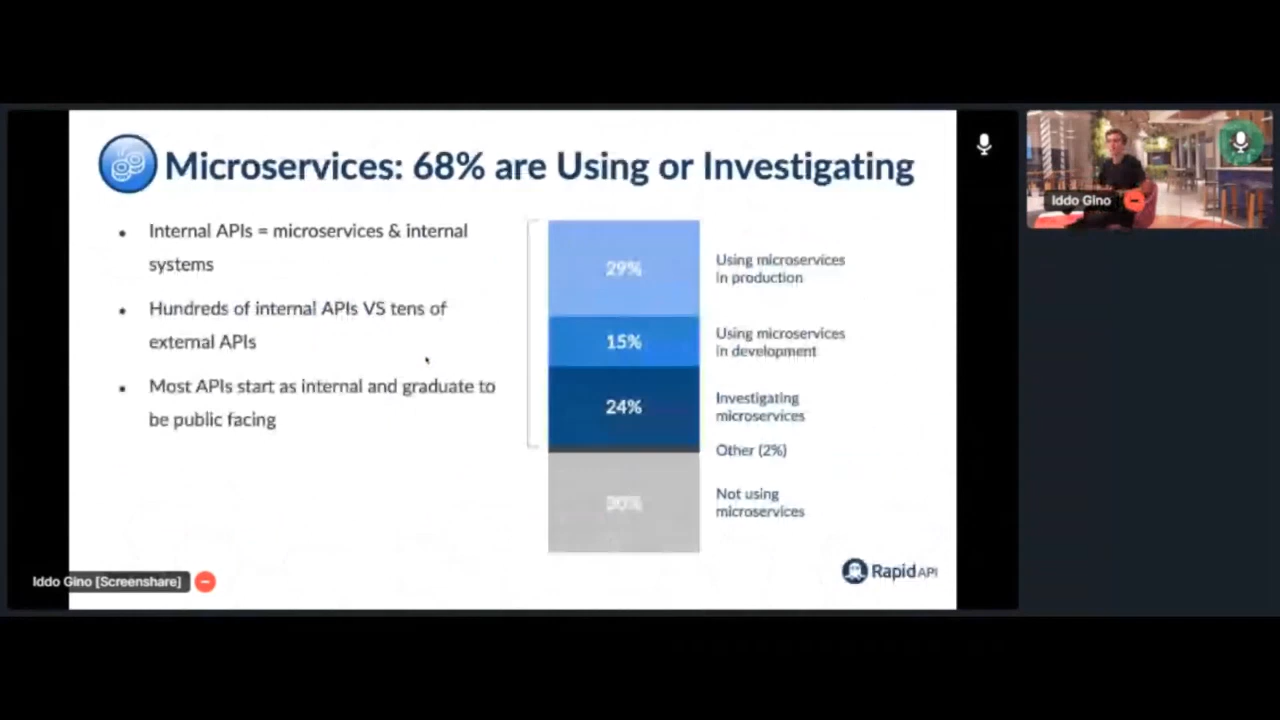 Microservices: 68% are Using or Investigating
Internal APIs = microservices & internal
systems
Hundreds of internal APIs VS tens of
external APIs
Most APIs start as internal and graduate to
be public facing
29%
Using microservices
in production
15%
Using microservices
in development
24%
Investigating
microservices
Other (2%)
30%
Not using
microservices
RapidAPI
Iddo Gino [Screenshare]
Iddo Gino